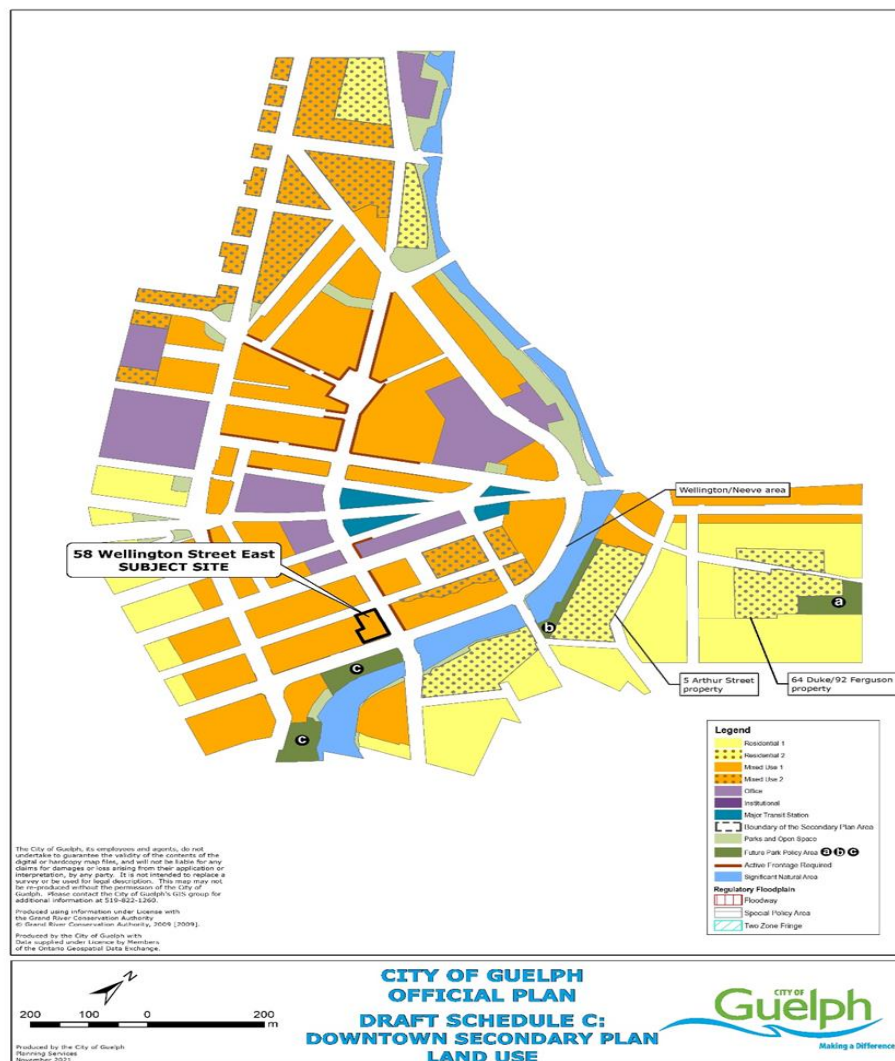 Wellington/Neeve area
58 Wellington Street East
SUBJECT SITE
a
b
c
c
5 Arthur Street
property
64 Duke/92 Ferguson
property
Legend
Residential 1
Residential 2
Mixed Use 1
Mixed Use 2
Office
Institutional
Major Transit Station
Boundary of the Secondary Plan Area
Parks and Open Space
Future Park Policy Area a b c
Active Frontage Required
Significant Natural Area
Regulatory Floodplain
Floodway
Special Policy Area
Two Zone Fringe
The City of Guelph, its employees and agents, do not
undertake to guarantee the validity of the contents of the
digital or hardcopy map files, and will not be liable for any
claims for damages or loss arising from their application or
interpretation, by any party. It is not intended to replace a
survey or be used for legal description. This map may not
be re-produced without the permission of the City of
Guelph. Please contact the City of Guelph's GIS group for
additional information at 519-822-1260.
Produced using information under License with
the Grand River Conservation Authority
© Grand River Conservation Authority, 2009 [2009].
Produced by the City of Guelph with
Data supplied under Licence by Members
of the Ontario Geospatial Data Exchange.
N
200 100 0 200
m
Produced by the City of Guelph
Planning Services
November 2021
CITY OF GUELPH
OFFICIAL PLAN
DRAFT SCHEDULE C:
DOWNTOWN SECONDARY PLAN
LAND USE
CITY OF
Guelph
Making a Difference